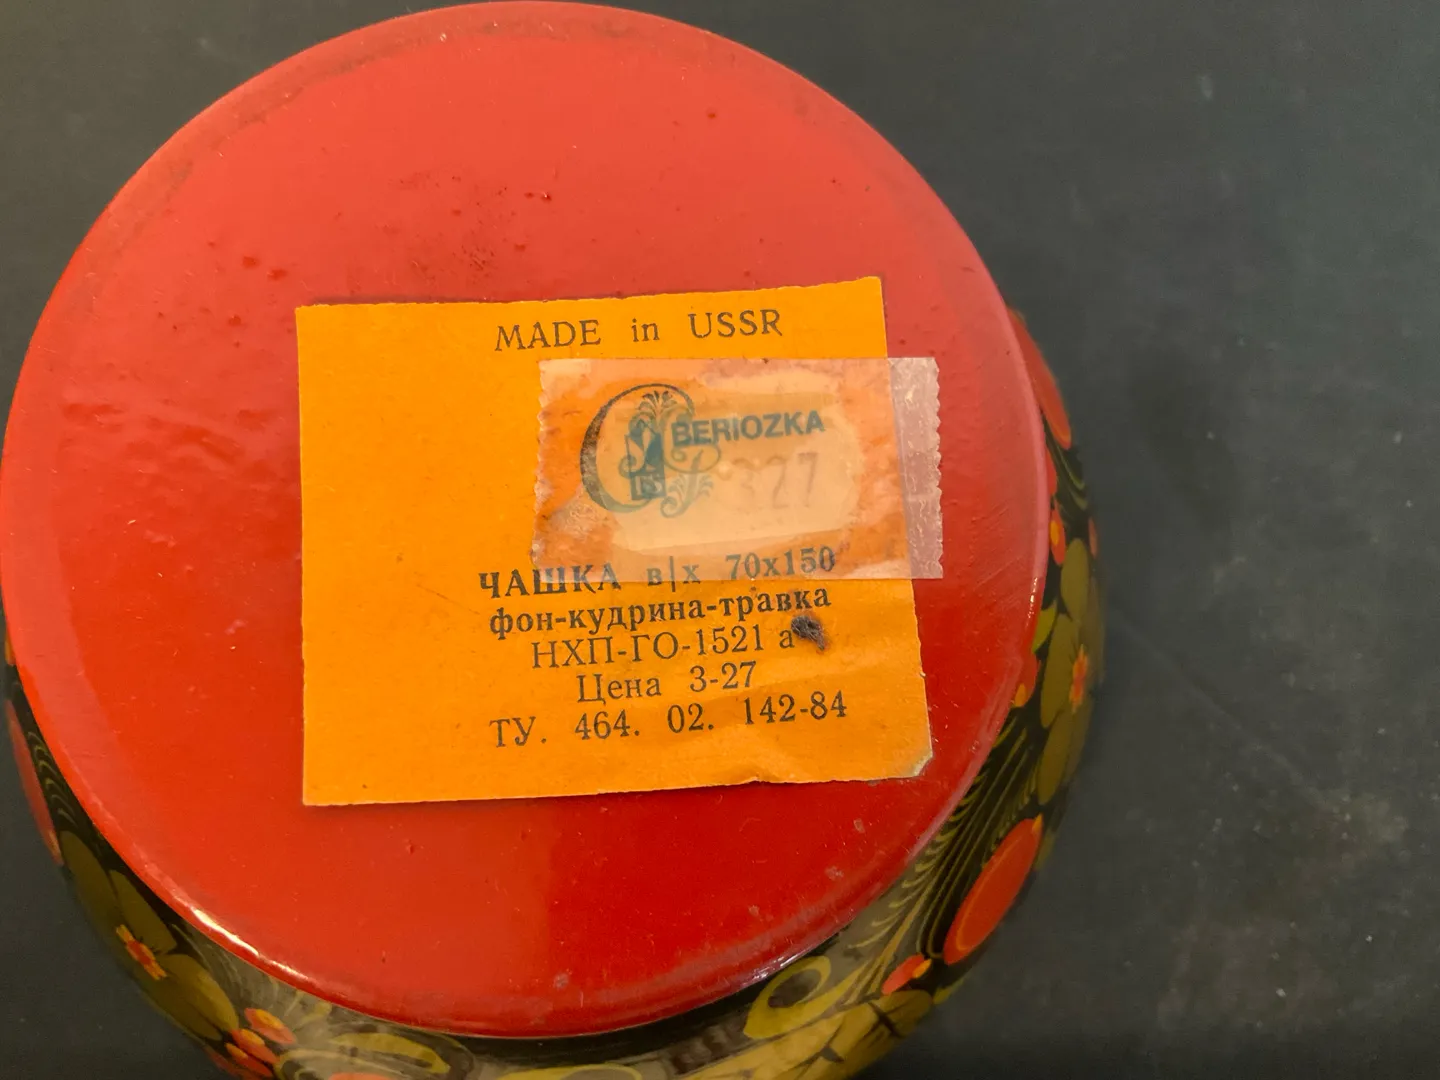 MADE in USSR
BERIOZKA
327
ЧАШКА в|х 70х150
фон-кудрина-травка
НХП-ГО-1521 а
Цена 3-27
ТУ. 464. 02. 142-84